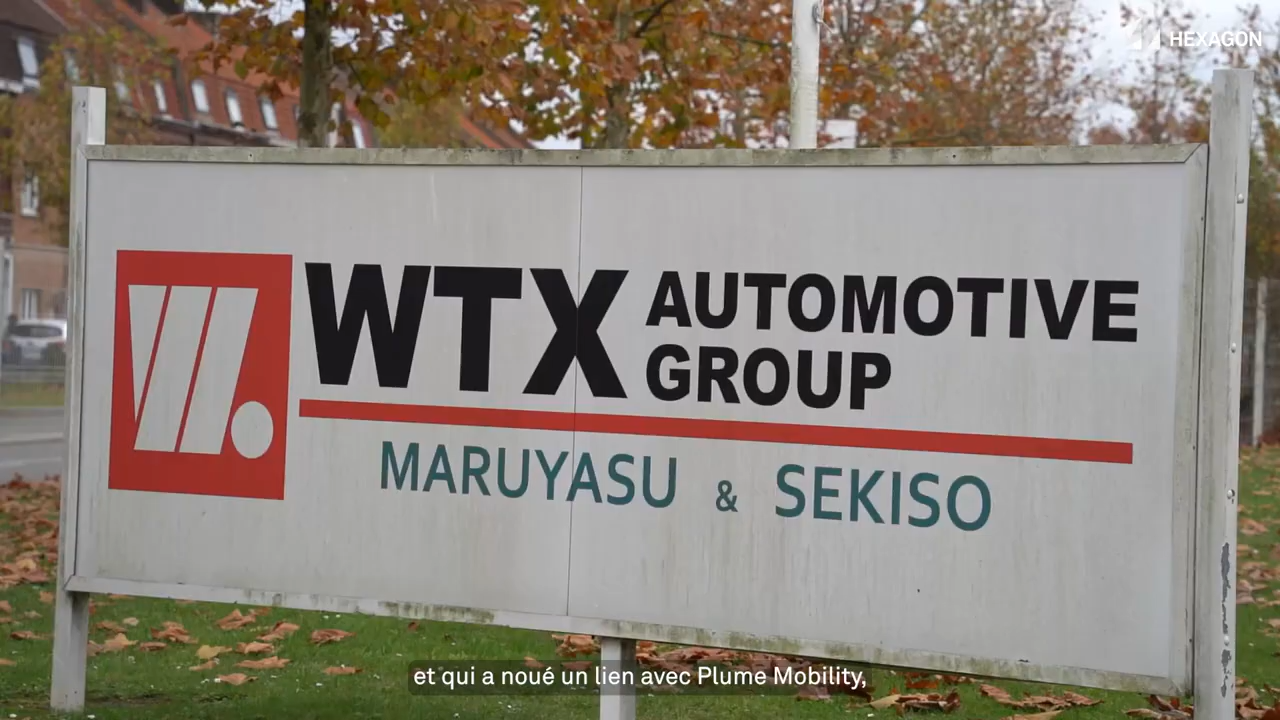 HEXAGON
WTX AUTOMOTIVE
GROUP
MARUYASU & SEKISO
et qui a noué un lien avec Plume Mobility,